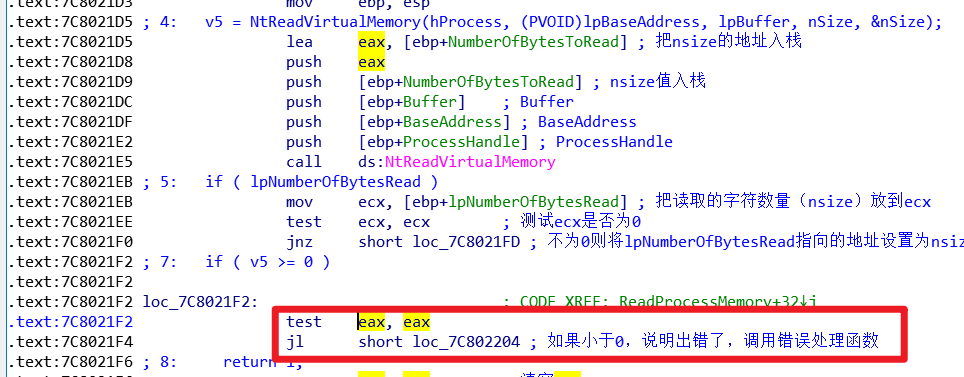 .text:7C8021D3 mov ebp, esp
.text:7C8021D5 ; 4: v5 = NtReadVirtualMemory(hProcess, (PVOID)lpBaseAddress, lpBuffer, nSize, &nSize);
.text:7C8021D5 lea eax, [ebp+NumberOfBytesToRead] ; 把nsize的地址入栈
.text:7C8021D8 push eax
.text:7C8021D9 push [ebp+NumberOfBytesToRead] ; nsize值入栈
.text:7C8021DC push [ebp+Buffer] ; Buffer
.text:7C8021DF push [ebp+BaseAddress] ; BaseAddress
.text:7C8021E2 push [ebp+ProcessHandle] ; ProcessHandle
.text:7C8021E5 call ds:NtReadVirtualMemory
.text:7C8021EB ; 5: if ( lpNumberOfBytesRead )
.text:7C8021EB mov ecx, [ebp+lpNumberOfBytesRead] ; 把读取的字符数量（nsize）放到ecx
.text:7C8021EE test ecx, ecx ; 测试ecx是否为0
.text:7C8021F0 jnz short loc_7C8021FD ; 不为0则将lpNumberOfBytesRead指向的地址设置为nsiz
.text:7C8021F2 ; 7: if ( v5 >= 0 )
.text:7C8021F2
.text:7C8021F2 loc_7C8021F2: ; CODE XREF: ReadProcessMemory+32↓j
.text:7C8021F2 test eax, eax
.text:7C8021F4 jl short loc_7C802204 ; 如果小于0，说明出错了，调用错误处理函数
.text:7C8021F6 ; 8: return 1;